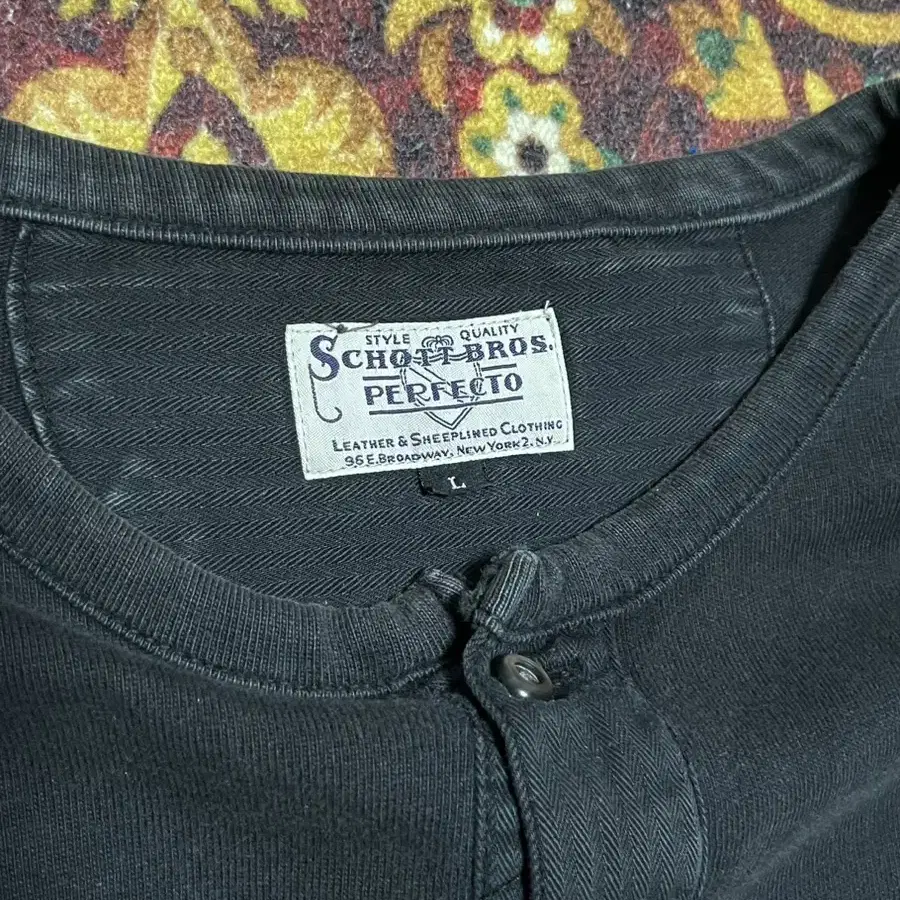 STYLE QUALITY
SCHOTT BROS.
PERFECTO
LEATHER & SHEEPLINED CLOTHING
96 E. BROADWAY, NEW YORK 2. N.Y.
L